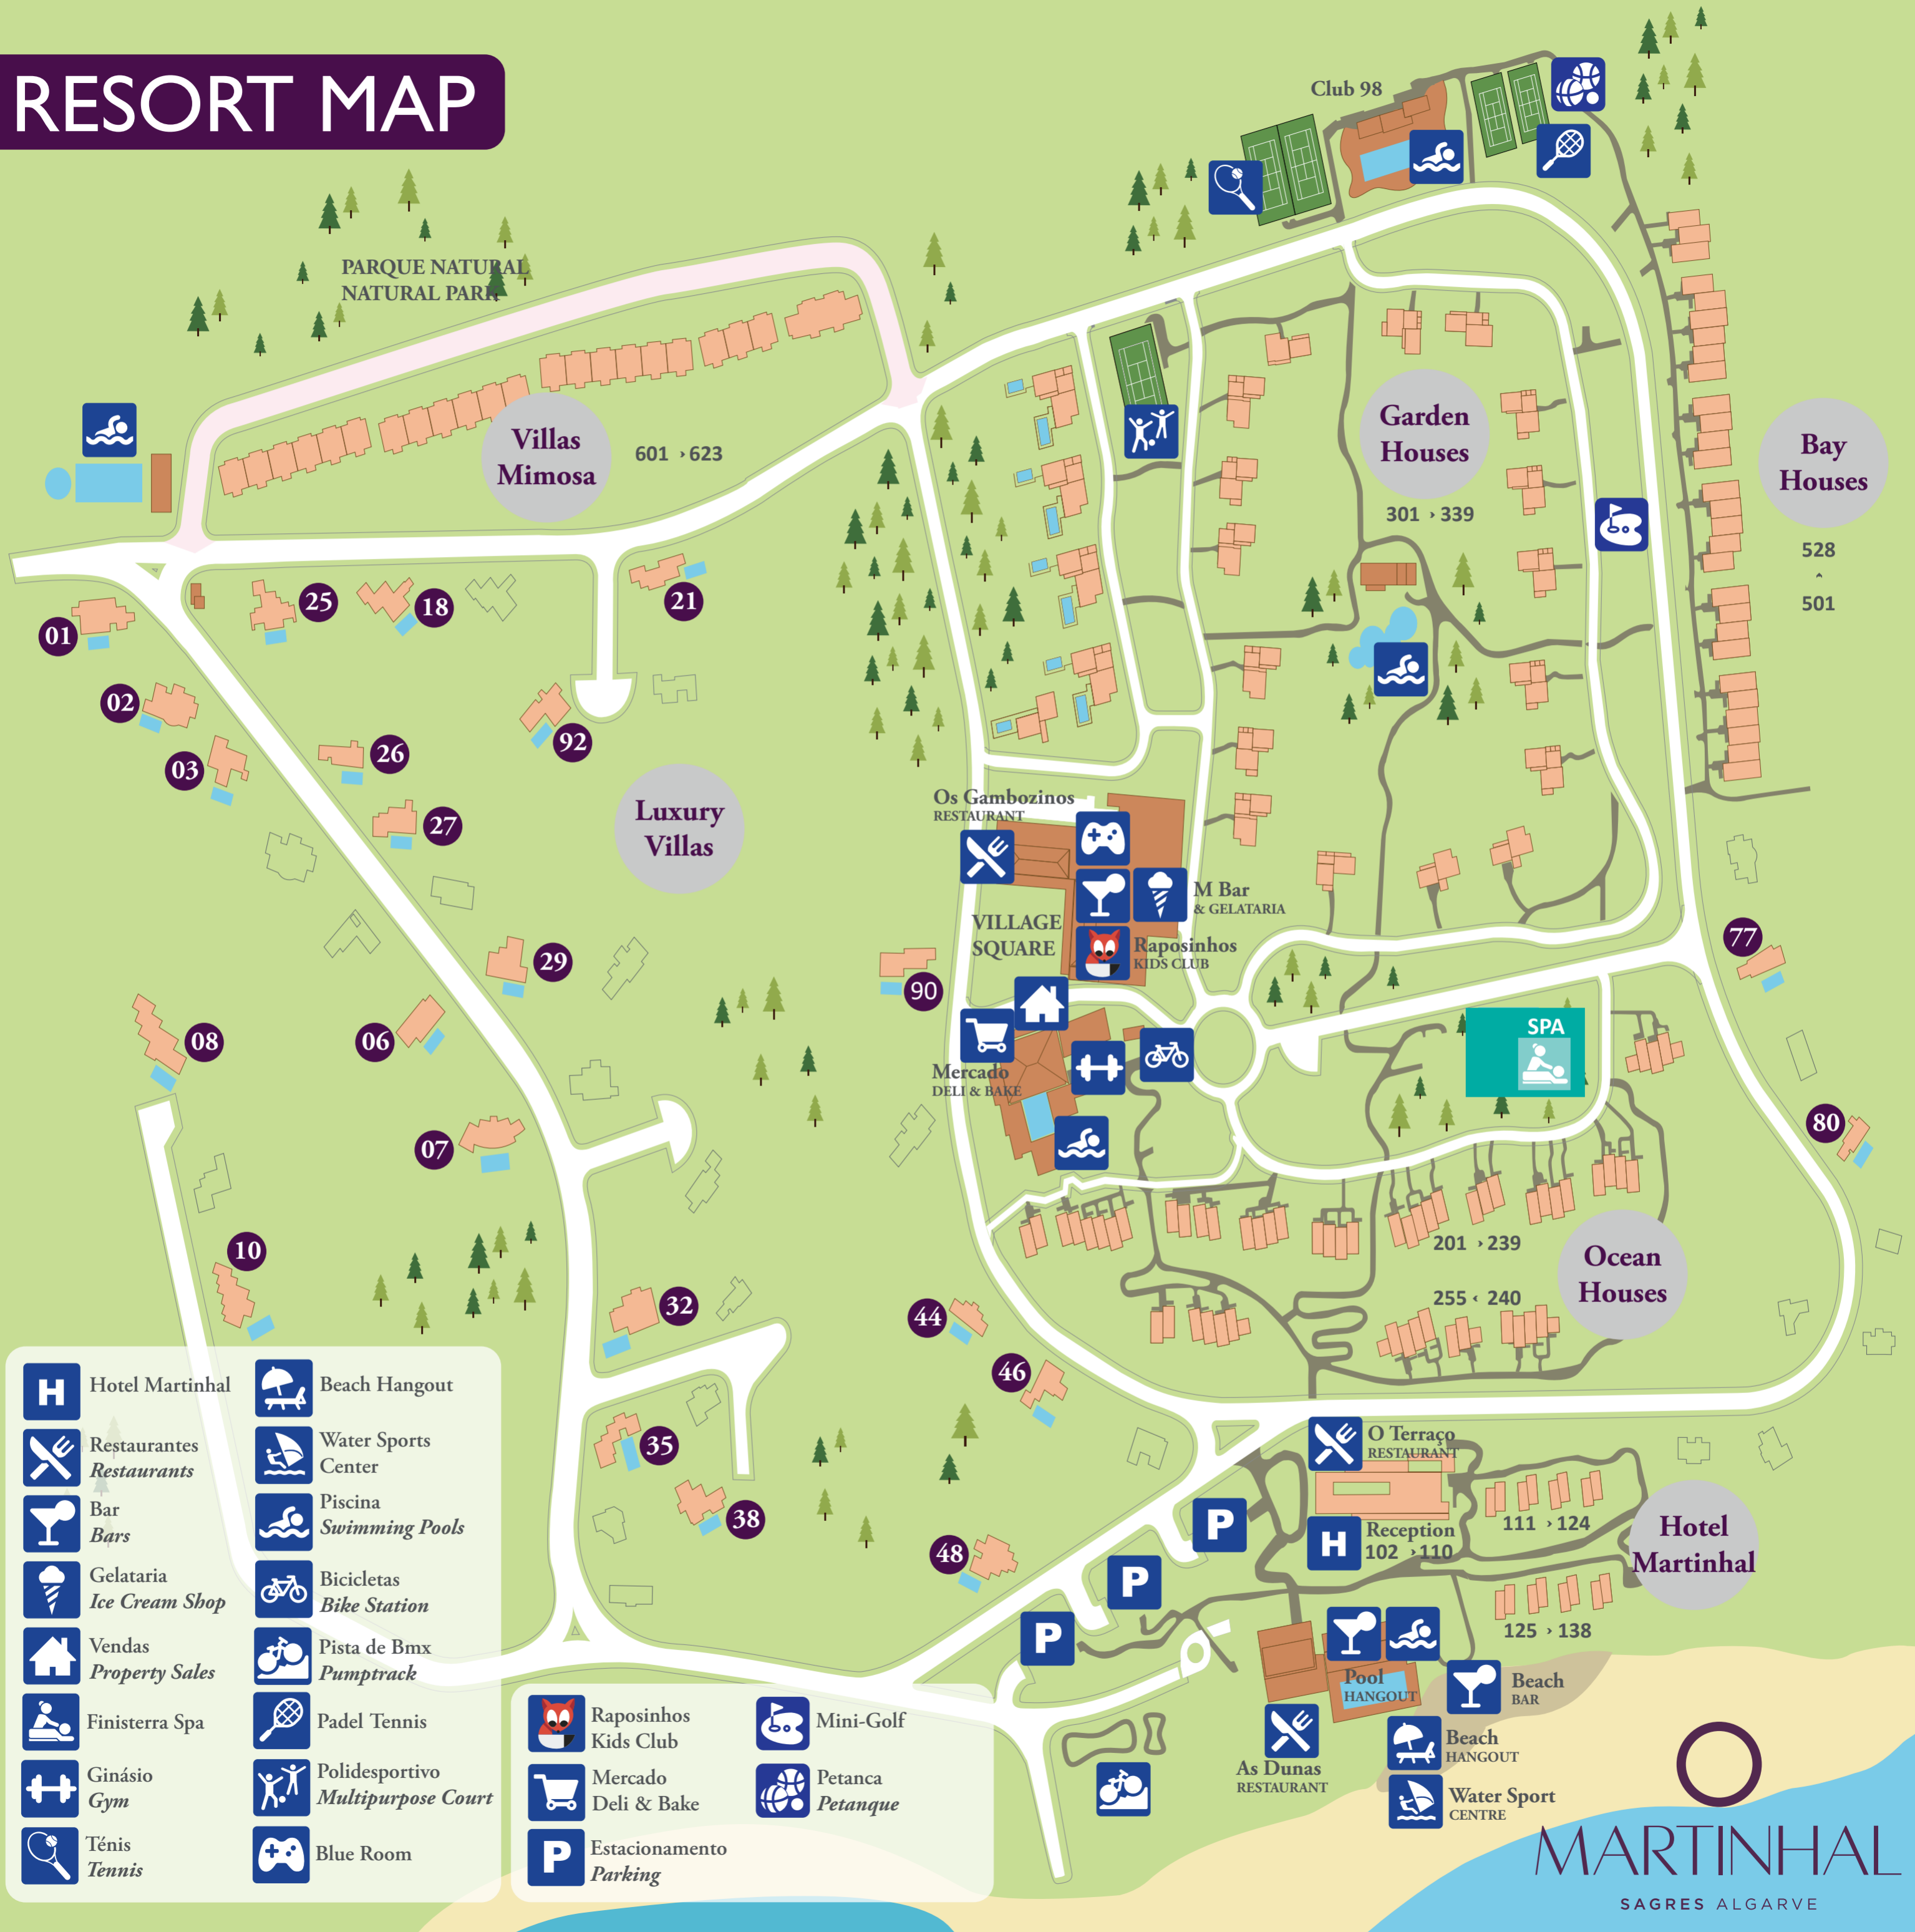 RESORT MAP
Club 98
PARQUE NATURAL
NATURAL PARK
Villas
Mimosa
601 › 623
Garden
Houses
301 › 339
Bay
Houses
528
^
501
01
25
18
21
02
03
26
92
27
Luxury
Villas
Os Gambozinos
RESTAURANT
M Bar
& GELATARIA
VILLAGE
SQUARE
Raposinhos
KIDS CLUB
29
90
77
08
06
Mercado
DELI & BAKE
SPA
07
80
10
201 › 239
Ocean
Houses
255 ‹ 240
32
44
46
35
38
48
O Terraço
RESTAURANT
H
Reception
102 › 110
111 › 124
Hotel
Martinhal
125 › 138
P
P
P
Pool
HANGOUT
Beach
BAR
As Dunas
RESTAURANT
Beach
HANGOUT
Water Sport
CENTRE
H
Hotel Martinhal
Restaurantes
Restaurants
Bar
Bars
Gelataria
Ice Cream Shop
Vendas
Property Sales
Finisterra Spa
Ginásio
Gym
Ténis
Tennis
Beach Hangout
Water Sports
Center
Piscina
Swimming Pools
Bicicletas
Bike Station
Pista de Bmx
Pumptrack
Padel Tennis
Polidesportivo
Multipurpose Court
Blue Room
Raposinhos
Kids Club
Mercado
Deli & Bake
P
Estacionamento
Parking
Mini-Golf
Petanca
Petanque
MARTINHAL
SAGRES ALGARVE